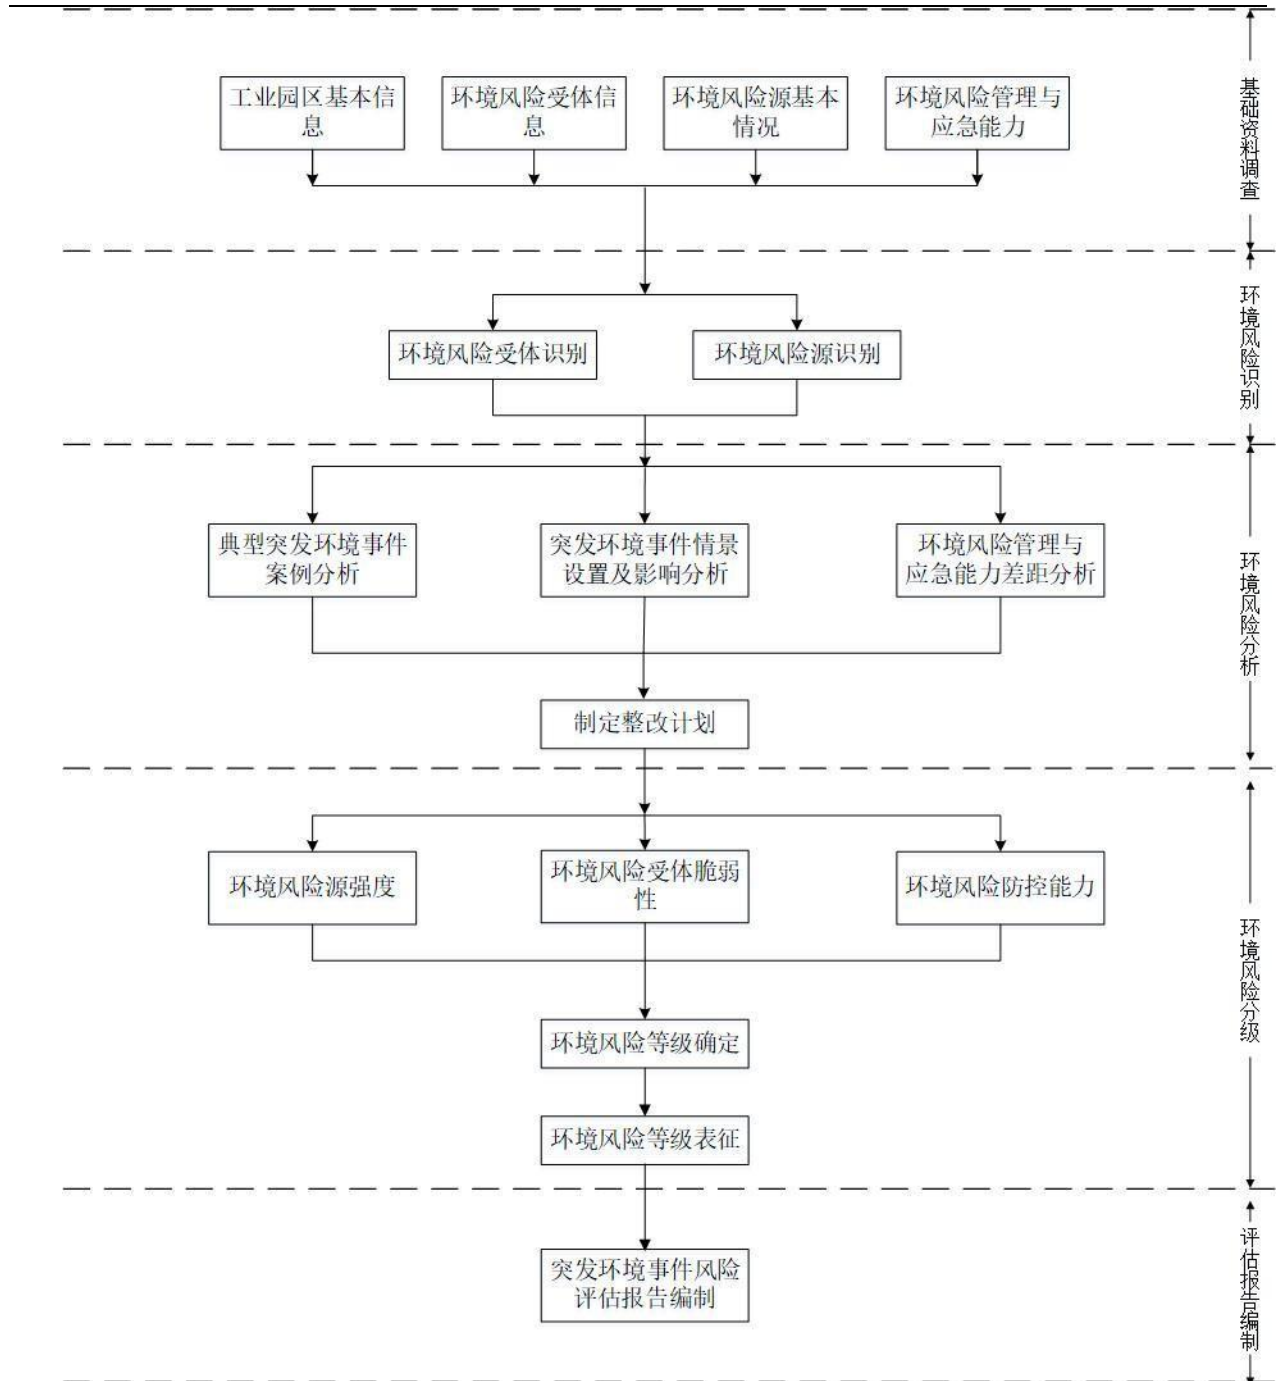 工业园区基本信
息
环境风险受体信
息
环境风险源基本
情况
环境风险管理与
应急能力
基础资料调查
环境风险受体识别
环境风险源识别
环境风险识别
典型突发环境事件
案例分析
突发环境事件情景
设置及影响分析
环境风险管理与
应急能力差距分析
制定整改计划
环境风险分析
环境风险源强度
环境风险受体脆弱
性
环境风险防控能力
环境风险等级确定
环境风险等级表征
环境风险分级
突发环境事件风险
评估报告编制
评估报告编制